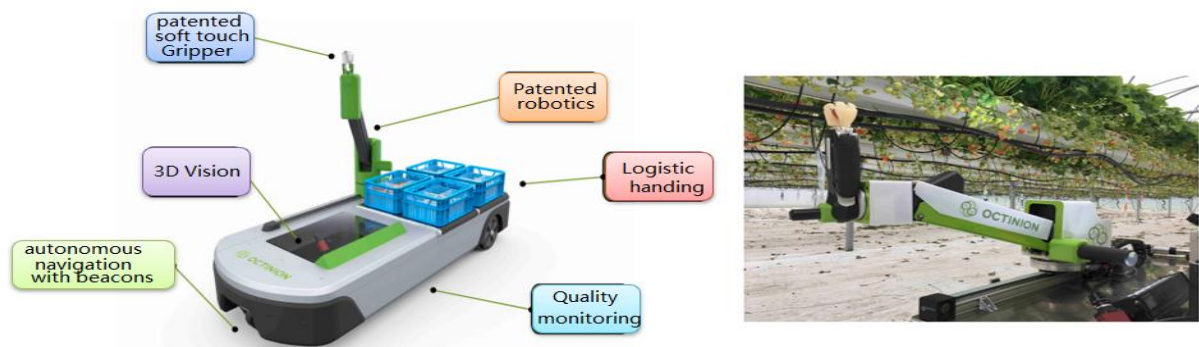 patented
soft touch
Gripper
Patented
robotics
3D Vision
Logistic
handing
autonomous
navigation
with beacons
Quality
monitoring
OCTINION
OCTINION